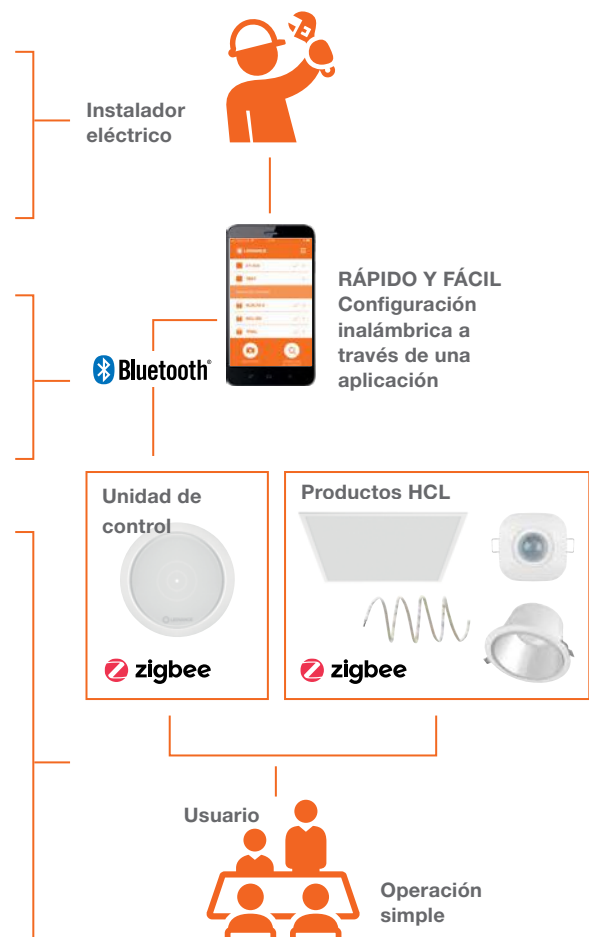 Instalador
eléctrico
RÁPIDO Y FÁCIL
Configuración
inalámbrica a
través de una
aplicación
Bluetooth®
Unidad de
control
zigbee
Productos HCL
zigbee
Usuario
Operación
simple